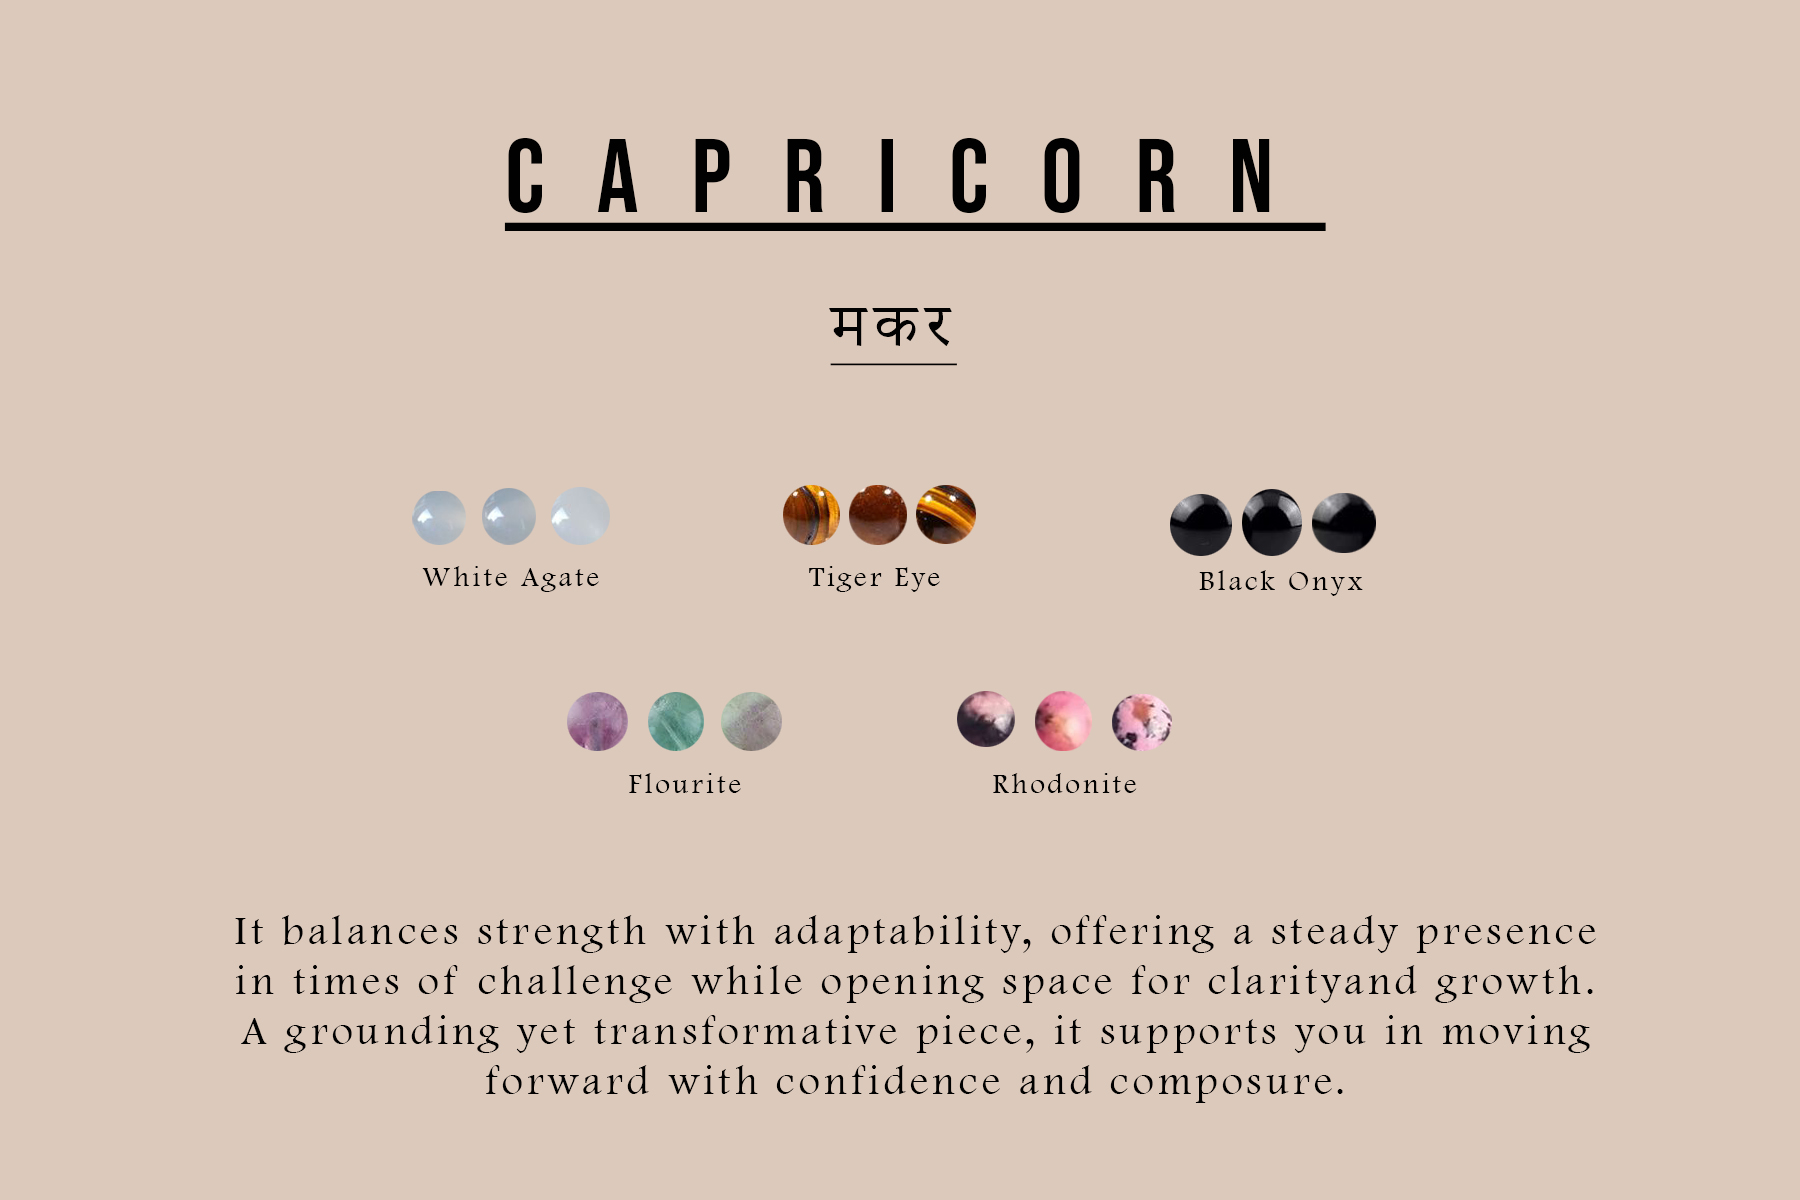 CAPRICORN
मकर
White Agate
Tiger Eye
Black Onyx
Flourite
Rhodonite
It balances strength with adaptability, offering a steady presence
in times of challenge while opening space for clarityand growth.
A grounding yet transformative piece, it supports you in moving
forward with confidence and composure.